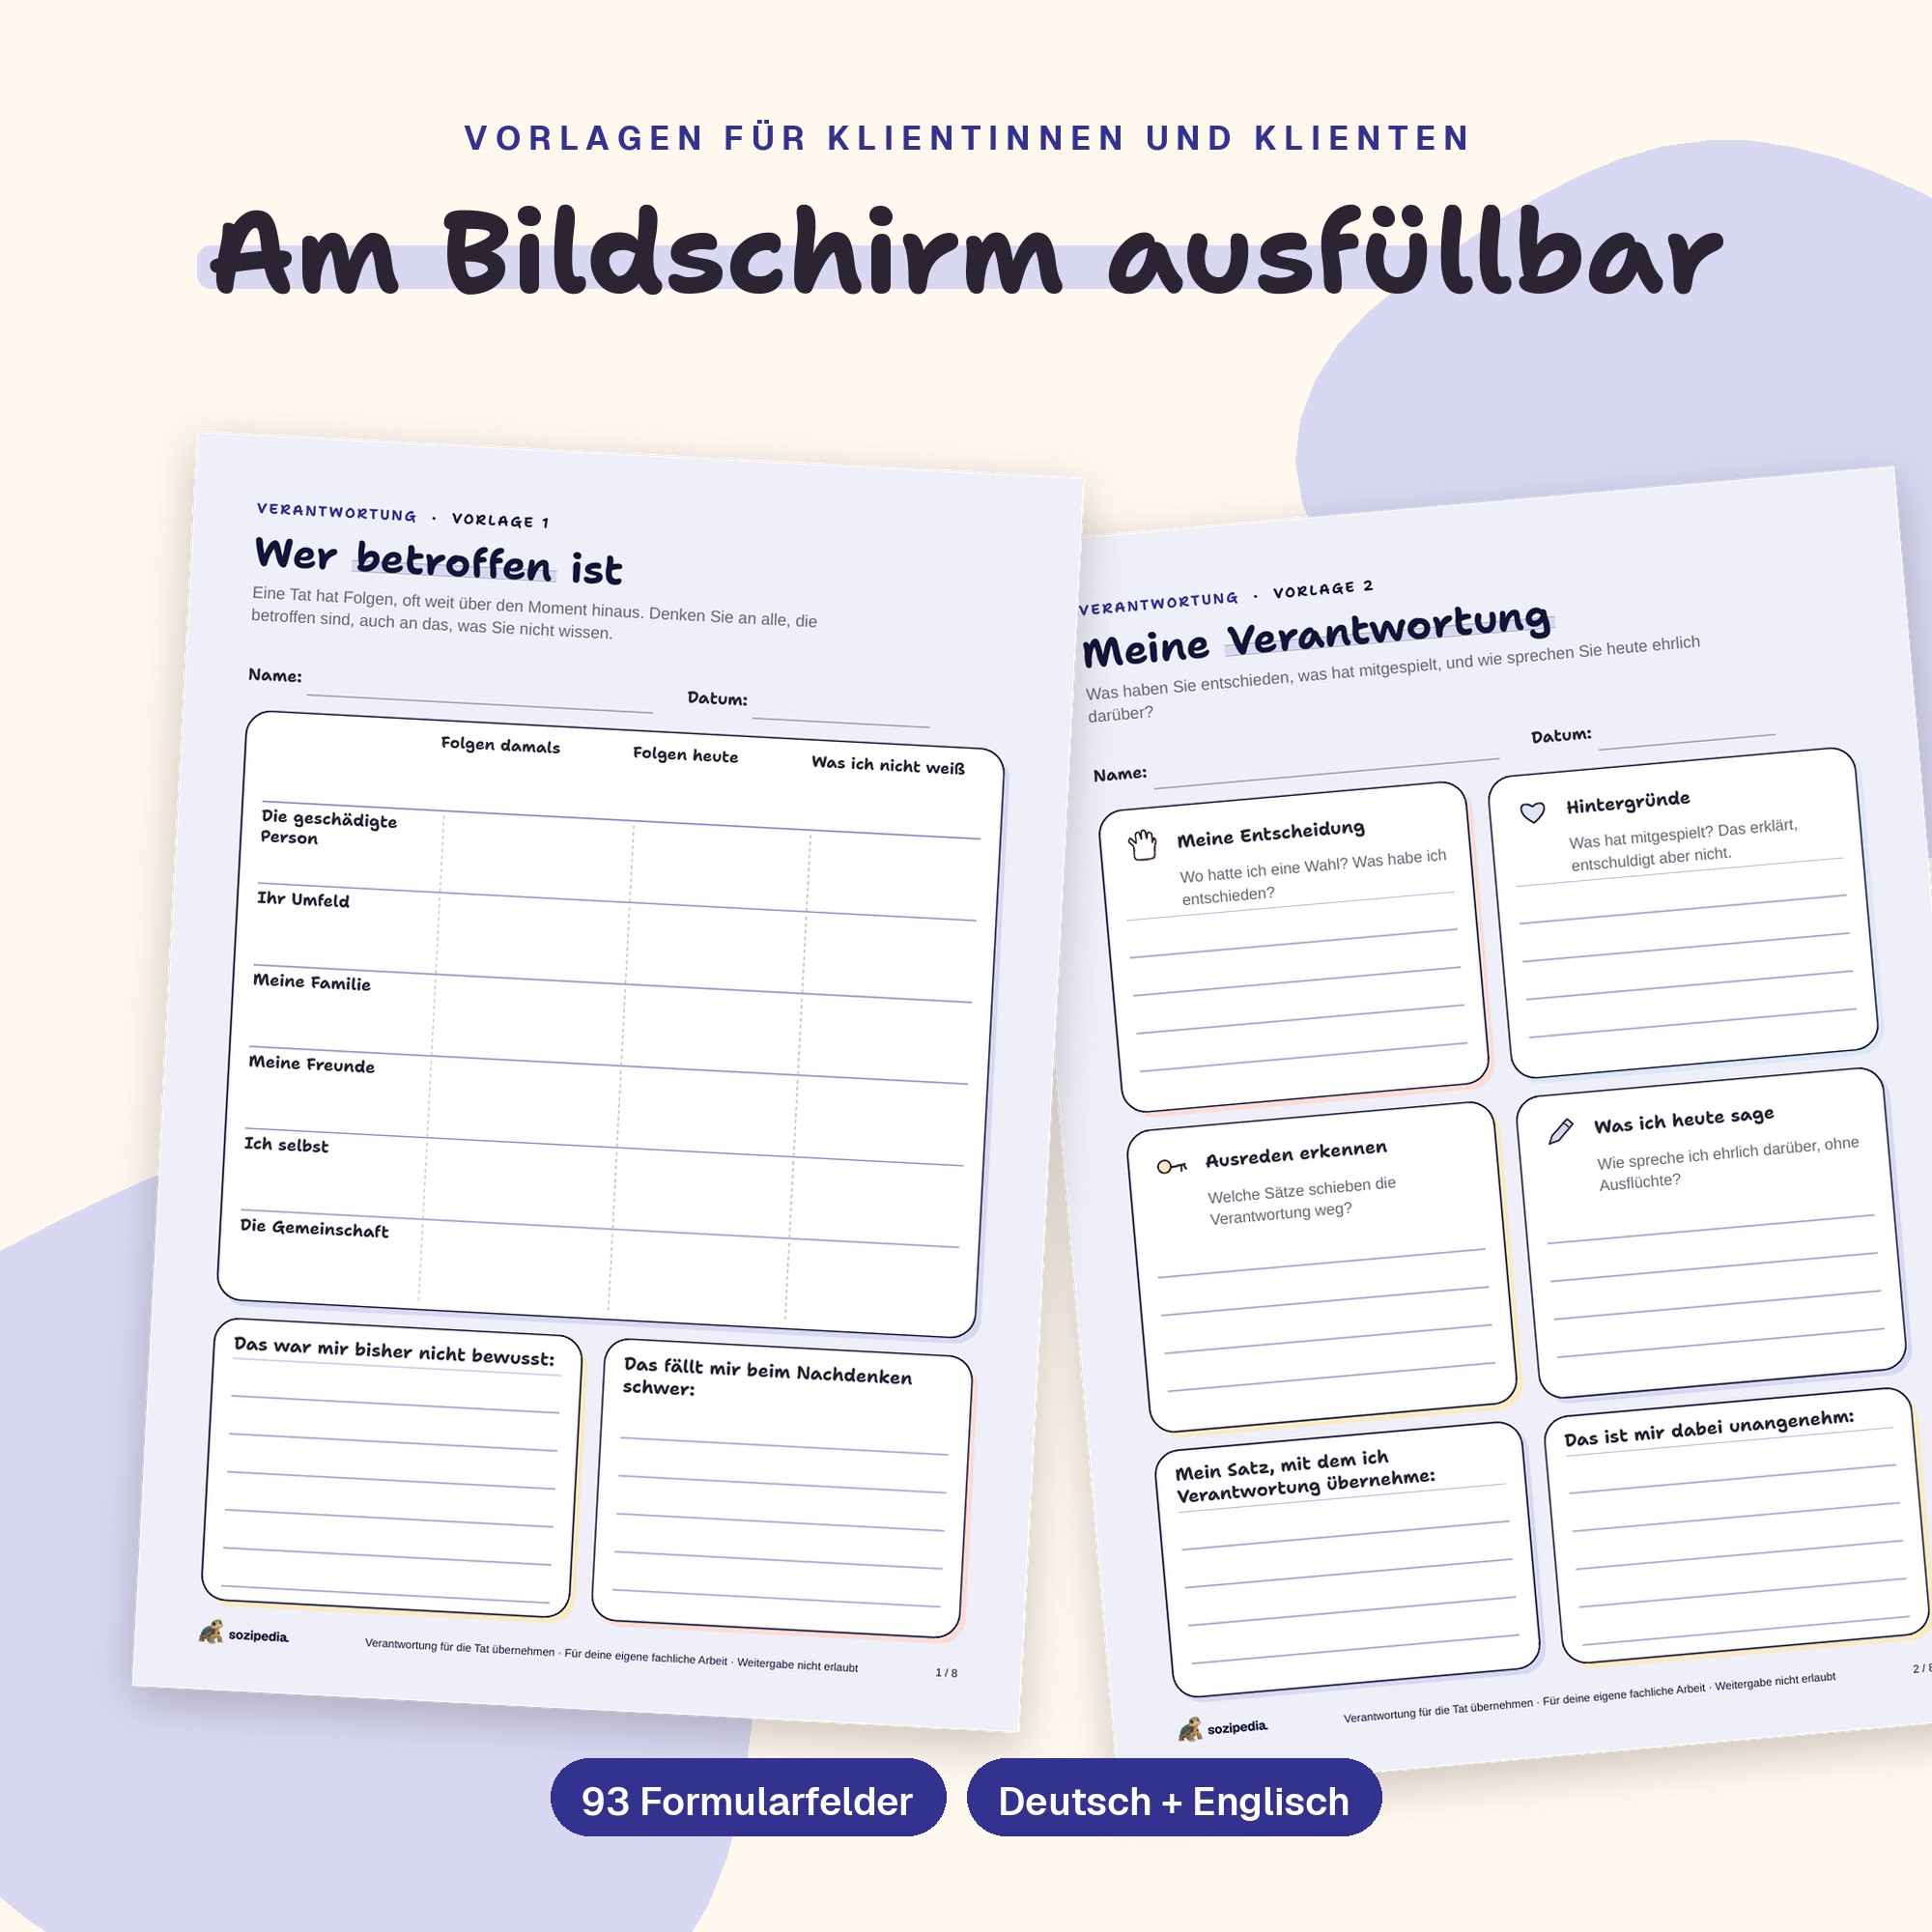 VORLAGEN FÜR KLIENTINNEN UND KLIENTEN
Am Bildschirm ausfüllbar
VERANTWORTUNG · VORLAGE 1
Wer betroffen ist
Eine Tat hat Folgen, oft weit über den Moment hinaus. Denken Sie an alle, die
betroffen sind, auch an das, was Sie nicht wissen.
Name:
Datum:
Folgen damals
Folgen heute
Was ich nicht weiß
Die geschädigte
Person
Ihr Umfeld
Meine Familie
Meine Freunde
Ich selbst
Die Gemeinschaft
Das war mir bisher nicht bewusst:
Das fällt mir beim Nachdenken
schwer:
sozipedia.
Verantwortung für die Tat übernehmen · Für deine eigene fachliche Arbeit · Weitergabe nicht erlaubt
1 / 8
VERANTWORTUNG · VORLAGE 2
Meine Verantwortung
Was haben Sie entschieden, was hat mitgespielt, und wie sprechen Sie heute ehrlich
darüber?
Name:
Datum:
Meine Entscheidung
Wo hatte ich eine Wahl? Was habe ich
entschieden?
Hintergründe
Was hat mitgespielt? Das erklärt,
entschuldigt aber nicht.
Ausreden erkennen
Welche Sätze schieben die
Verantwortung weg?
Was ich heute sage
Wie spreche ich ehrlich darüber, ohne
Ausflüchte?
Mein Satz, mit dem ich
Verantwortung übernehme:
Das ist mir dabei unangenehm:
sozipedia.
Verantwortung für die Tat übernehmen · Für deine eigene fachliche Arbeit · Weitergabe nicht erlaubt
2 / 8
93 Formularfelder
Deutsch + Englisch